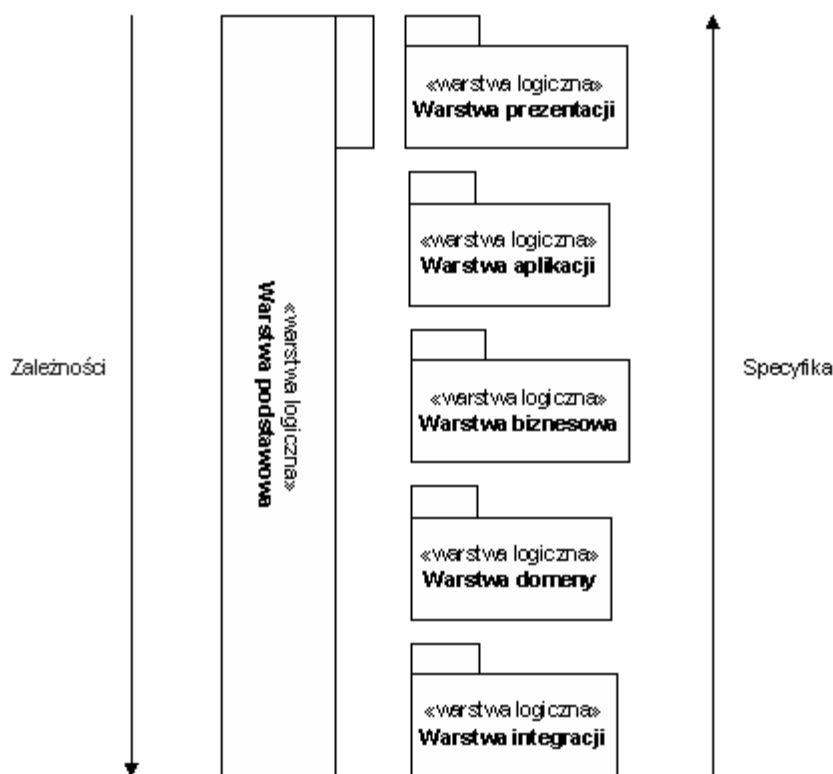 «warstwa logiczna»
Warstwa prezentacji
«warstwa logiczna»
Warstwa aplikacji
«warstwa logiczna»
Warstwa podstawowa
Zależności
Specyfika
«warstwa logiczna»
Warstwa biznesowa
«warstwa logiczna»
Warstwa domeny
«warstwa logiczna»
Warstwa integracji